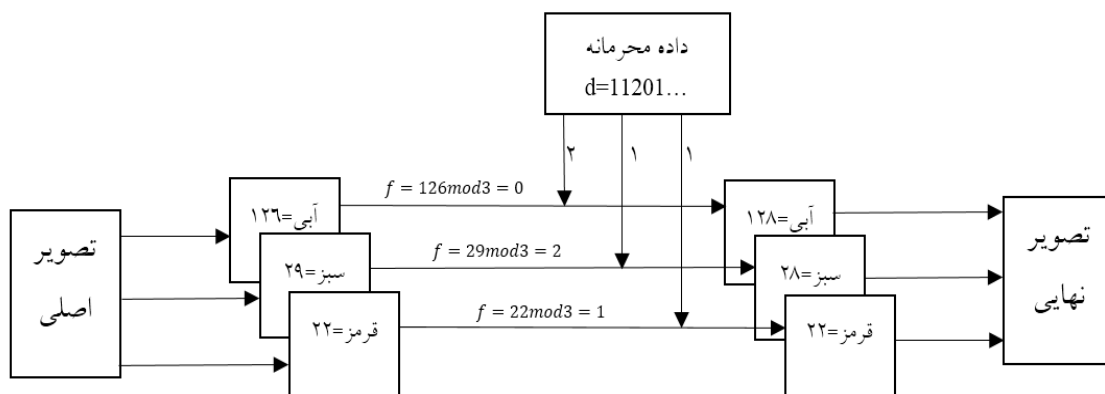 داده محرمانه
d=11201…
۲
۱
۱
f = 126mod3 = 0
آبی=۱۲۶
آبی=۱۲۸
تصویر
اصلی
f = 29mod3 = 2
سبز=۲۹
سبز=۲۸
تصویر
نهایی
f = 22mod3 = 1
قرمز=۲۲
قرمز=۲۲